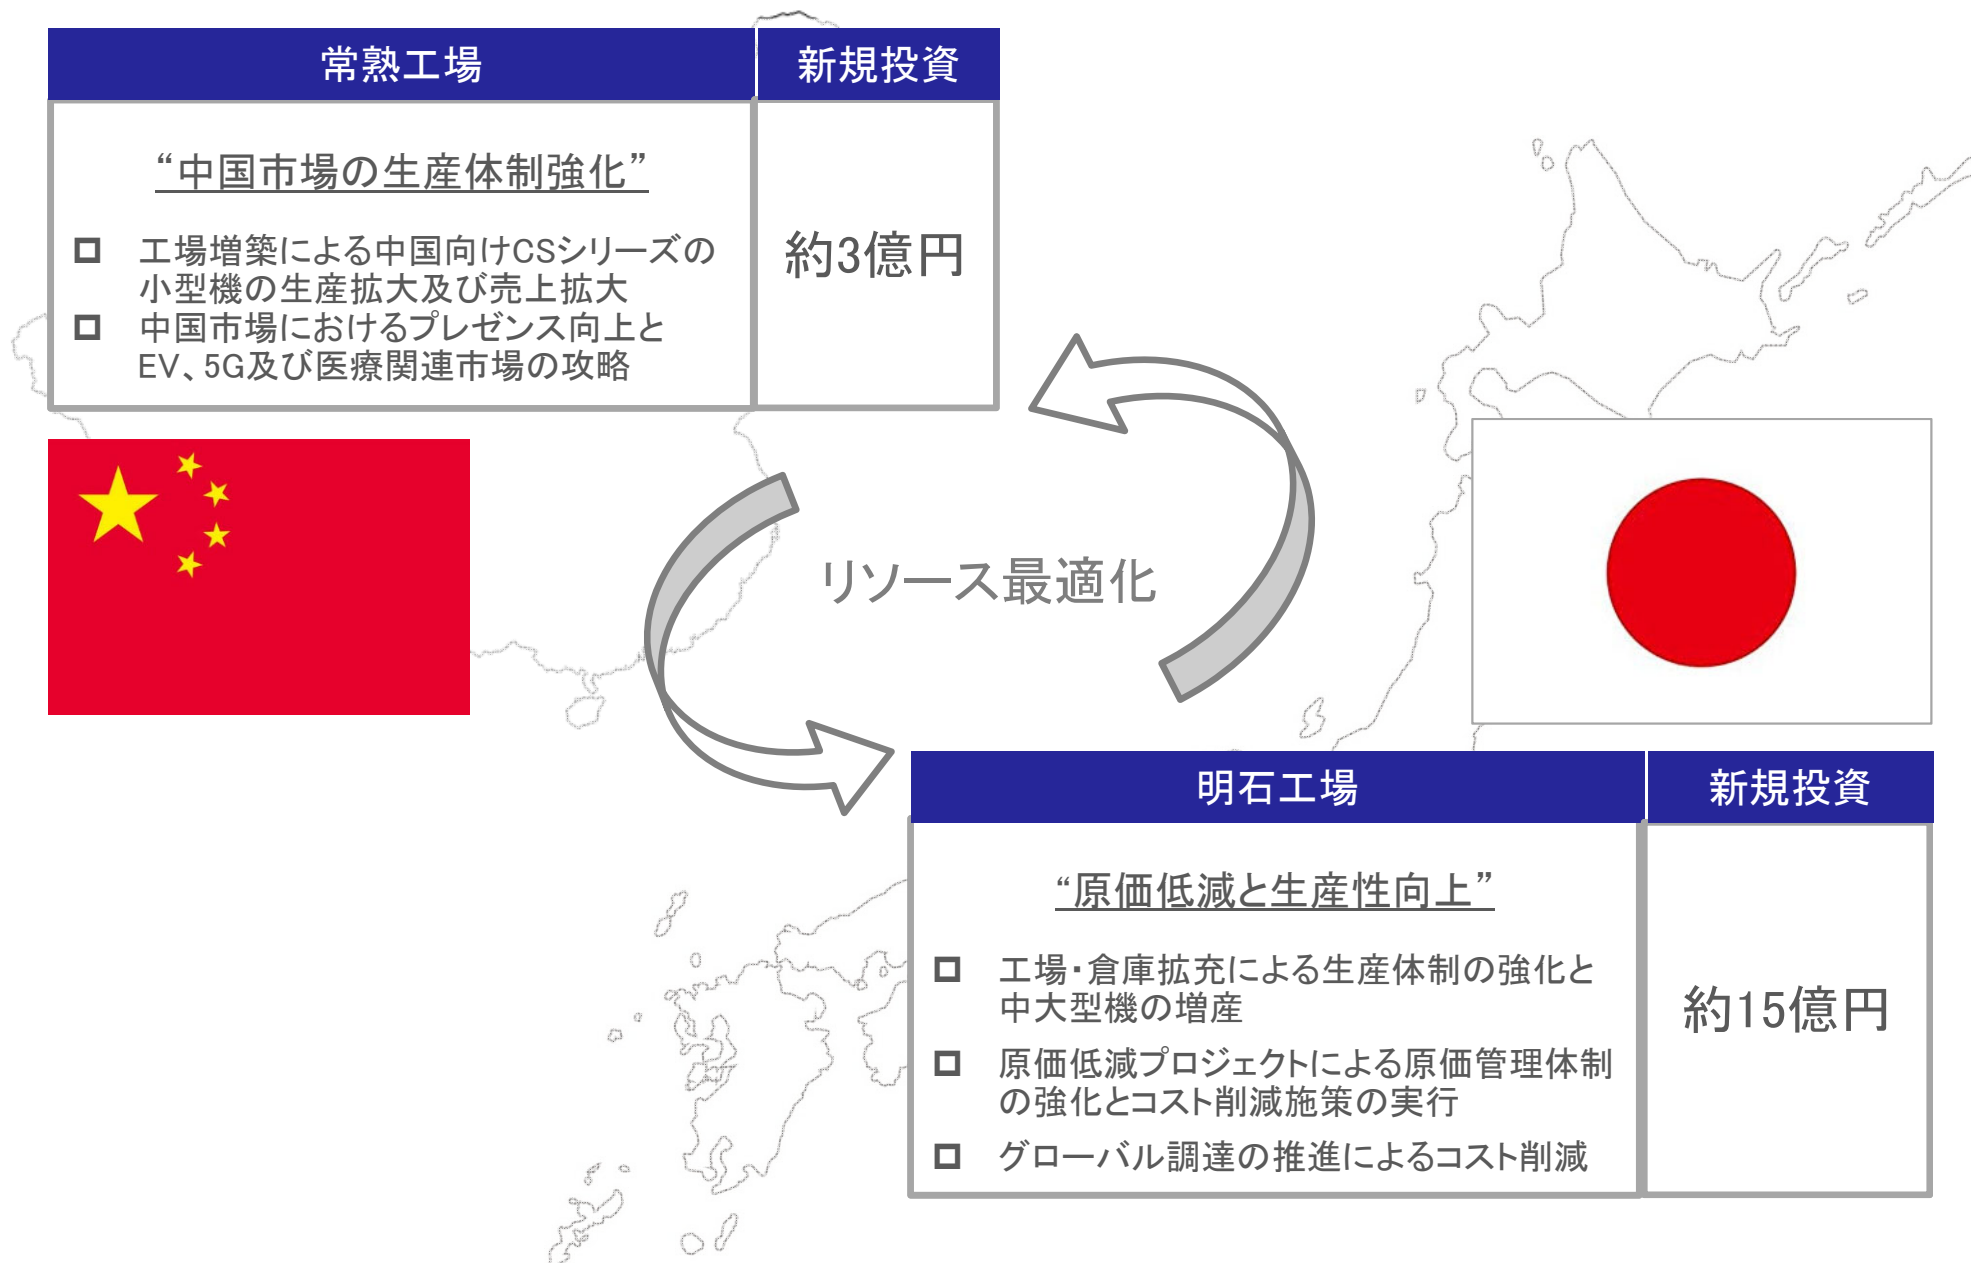 常熟工場
新規投資
“中国市場の生産体制強化”
工場増築による中国向けCSシリーズの
小型機の生産拡大及び売上拡大
中国市場におけるプレゼンス向上と
EV、5G及び医療関連市場の攻略
約3億円
リソース最適化
明石工場
新規投資
“原価低減と生産性向上”
工場・倉庫拡充による生産体制の強化と
中大型機の増産
原価低減プロジェクトによる原価管理体制
の強化とコスト削減施策の実行
グローバル調達の推進によるコスト削減
約15億円